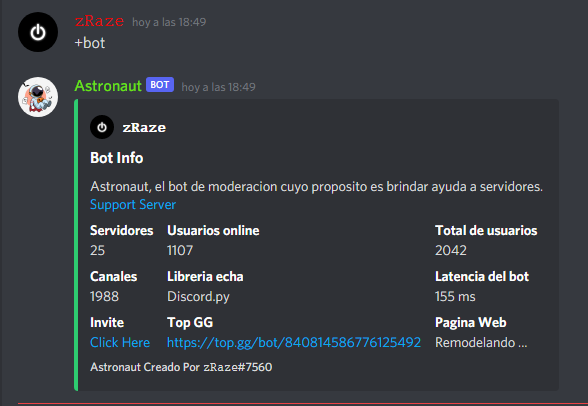 zRaze hoy a las 18:49
+bot
Astronaut BOT hoy a las 18:49
zRaze
Bot Info
Astronaut, el bot de moderacion cuyo proposito es brindar ayuda a servidores.
Support Server
Servidores Usuarios online Total de usuarios
25 1107 2042
Canales Libreria echa Latencia del bot
1988 Discord.py 155 ms
Invite Top GG Pagina Web
Click Here https://top.gg/bot/840814586776125492 Remodelando ...
Astronaut Creado Por zRaze#7560